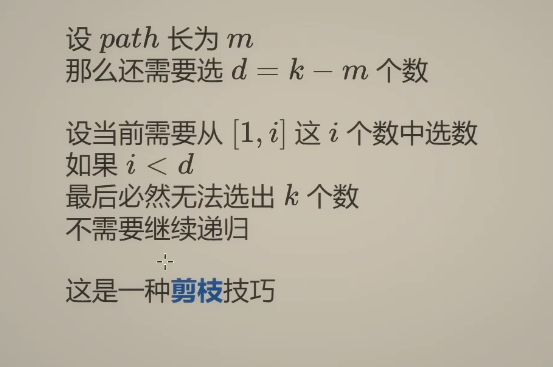 设 path 长为 m
那么还需要选 d = k − m 个数
设当前需要从 [1, i] 这 i 个数中选数
如果 i < d
最后必然无法选出 k 个数
不需要继续递归
这是一种剪枝技巧